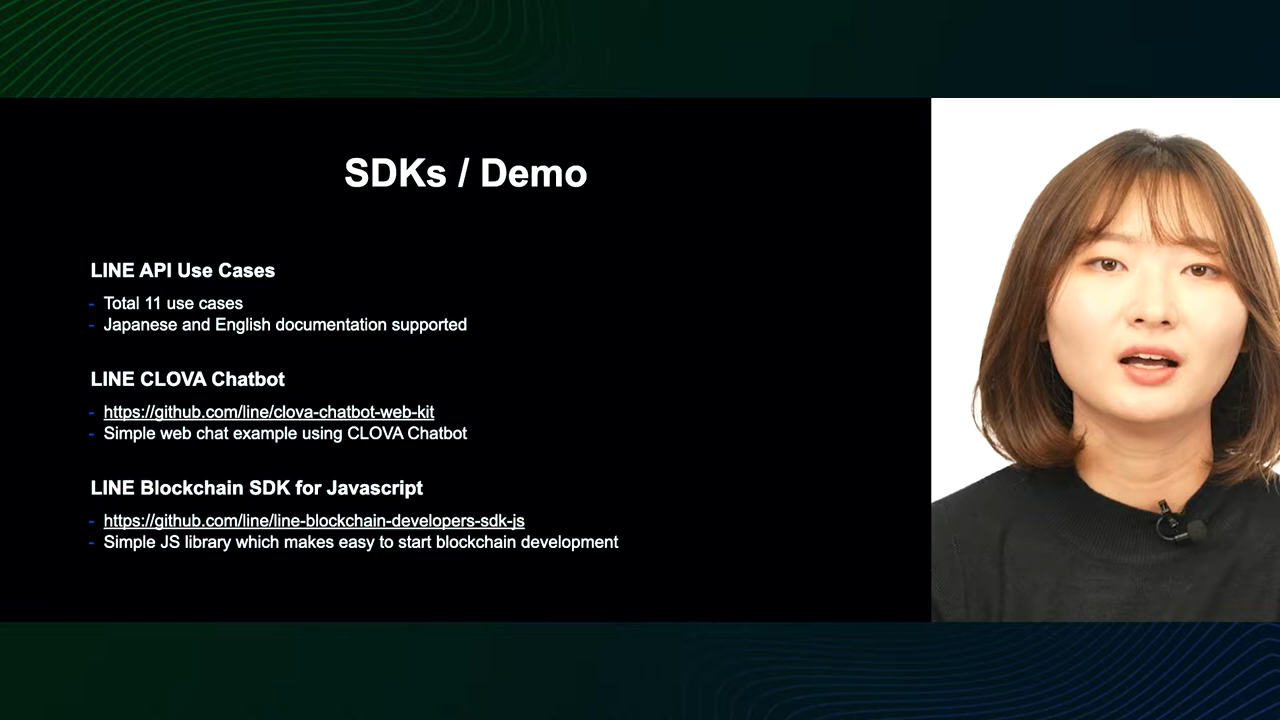 SDKs / Demo
LINE API Use Cases
- Total 11 use cases
- Japanese and English documentation supported
LINE CLOVA Chatbot
- https://github.com/line/clova-chatbot-web-kit
- Simple web chat example using CLOVA Chatbot
LINE Blockchain SDK for Javascript
- https://github.com/line/line-blockchain-developers-sdk-js
- Simple JS library which makes easy to start blockchain development